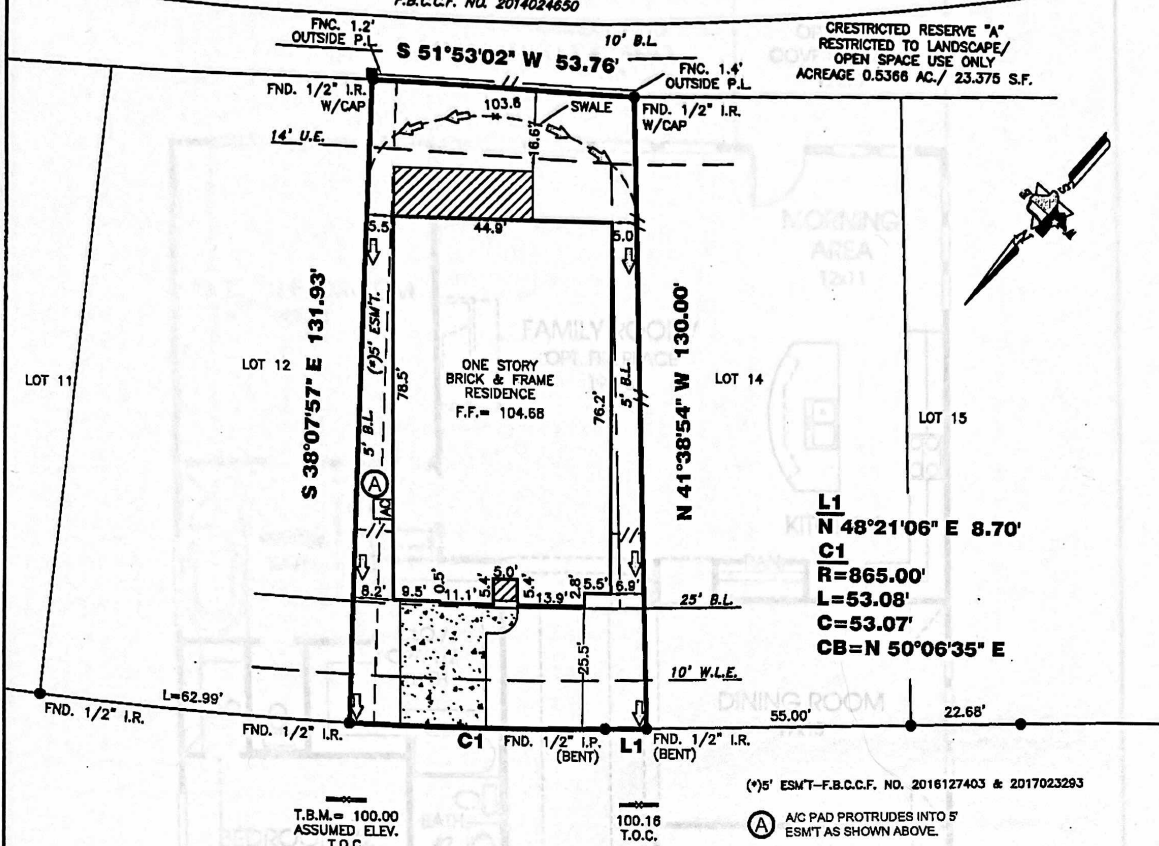 F.B.C.C.F. NO. 2014024650
FNC. 1.2'
OUTSIDE P.L.
S 51°53'02" W 53.76'
10' B.L.
FNC. 1.4'
OUTSIDE P.L.
CRESTRICTED RESERVE "A"
RESTRICTED TO LANDSCAPE/
OPEN SPACE USE ONLY
ACREAGE 0.5366 AC./ 23.375 S.F.
FND. 1/2" I.R.
W/CAP
103.6
SWALE
FND. 1/2" I.R.
W/CAP
14' U.E.
16.6'
5.5
44.9'
5.0
MORNING
AREA
12x11
FAMILY ROOM
LOT 11
LOT 12
S 38°07'57" E 131.93'
5' B.L.
(*)5' ESM'T.
78.5'
ONE STORY
BRICK & FRAME
RESIDENCE
F.F.= 104.68
76.2'
5' B.L.
N 41°38'54" W 130.00'
LOT 14
LOT 15
A
AC
L1
N 48°21'06" E 8.70'
C1
R=865.00'
L=53.08'
C=53.07'
CB=N 50°06'35" E
8.2'
9.5'
0.5'
11.1'
5.4'
5.0'
5.4'
13.9'
2.8'
5.5'
6.9'
25' B.L.
25.5'
10' W.L.E.
DINING ROOM
L=62.99'
FND. 1/2" I.R.
FND. 1/2" I.R.
C1
FND. 1/2" I.P.
(BENT)
L1
FND. 1/2" I.R.
(BENT)
55.00'
22.68'
(*)5' ESM'T-F.B.C.C.F. NO. 2016127403 & 2017023293
T.B.M.= 100.00
ASSUMED ELEV.
T.O.C.
100.16
T.O.C.
A
A/C PAD PROTRUDES INTO 5'
ESM'T AS SHOWN ABOVE.